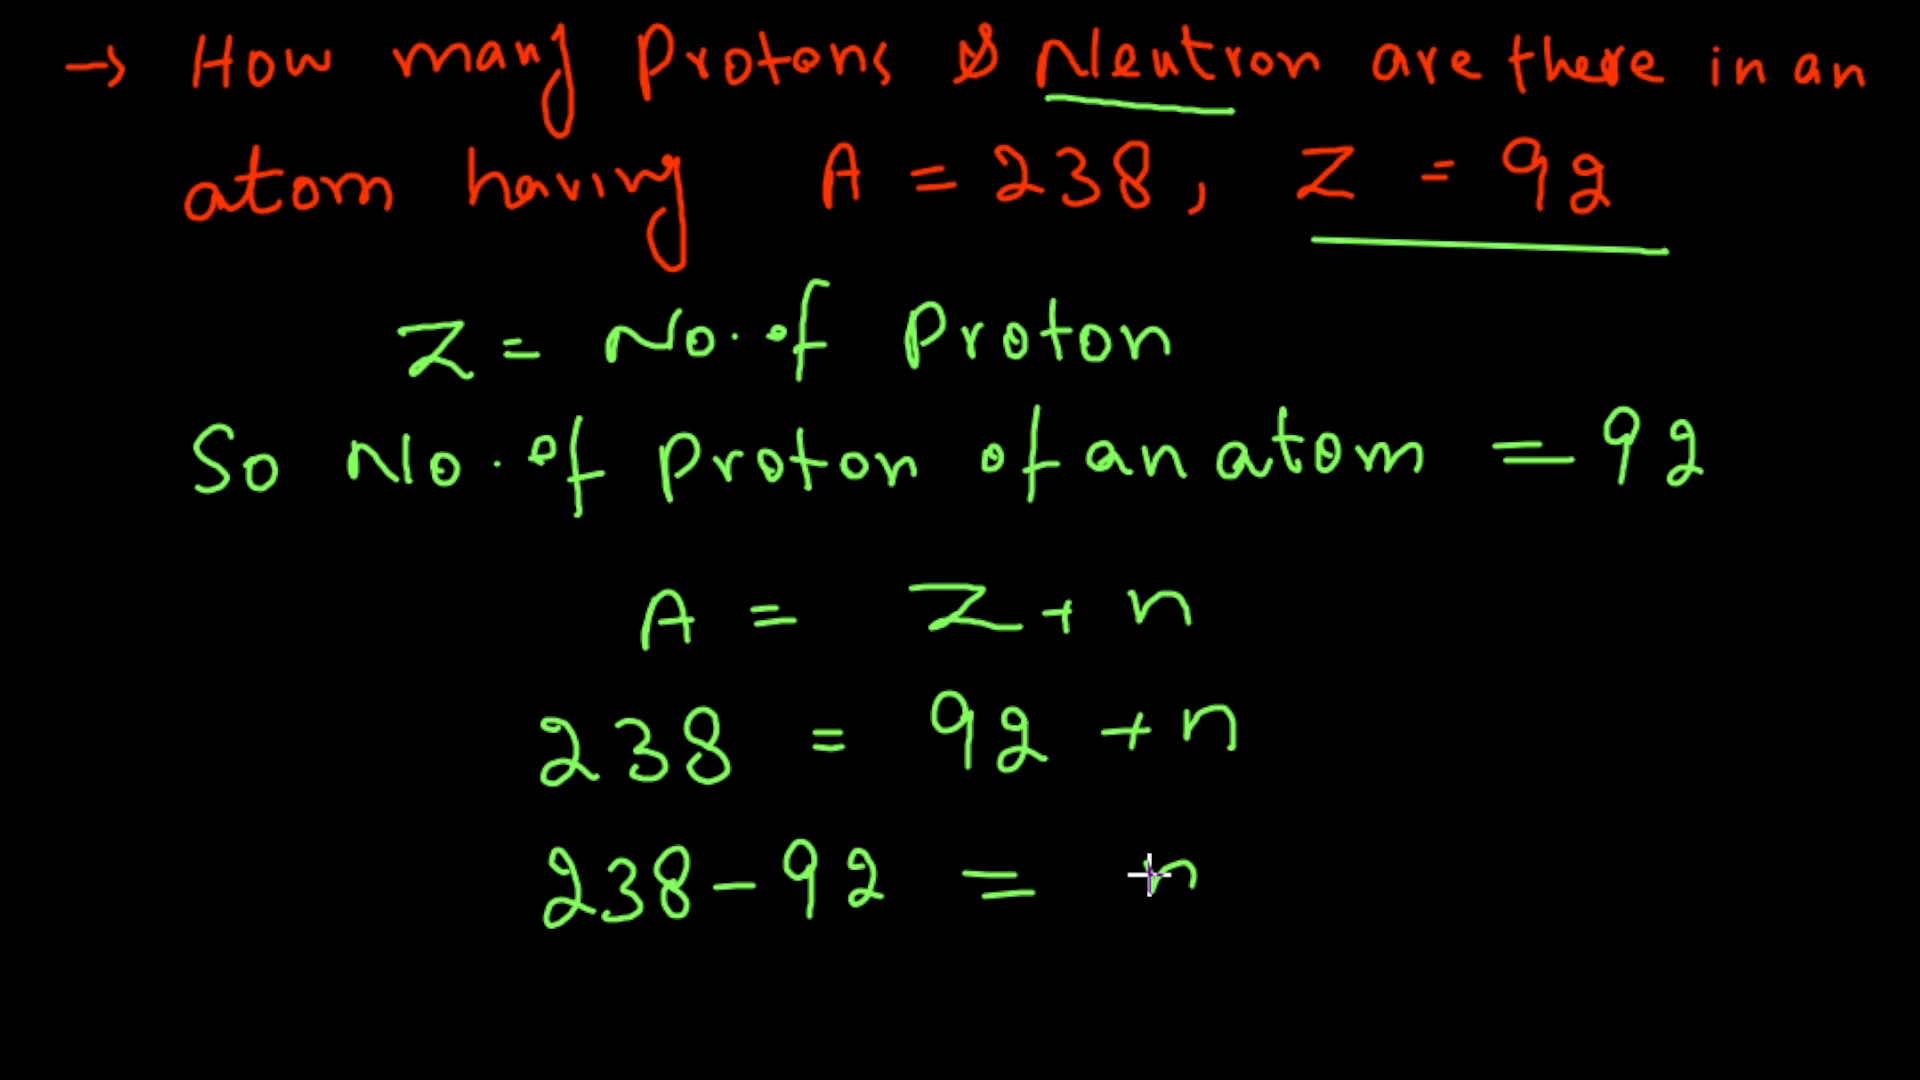 → How many Protons & Neutron are there in an
atom having A = 238, Z = 92
Z = No. of Proton
So No. of Proton of an atom = 92
A = Z + n
238 = 92 + n
238 - 92 = n